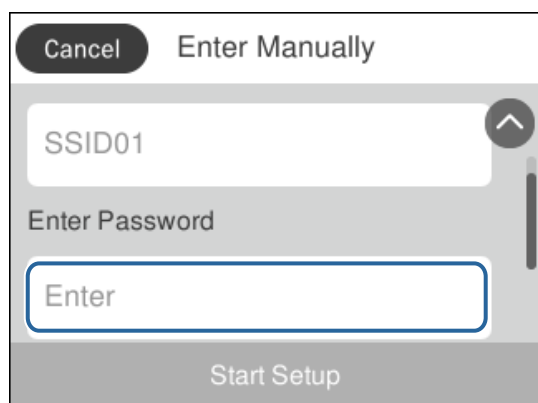 Cancel Enter Manually
SSID01
Enter Password
Enter
Start Setup